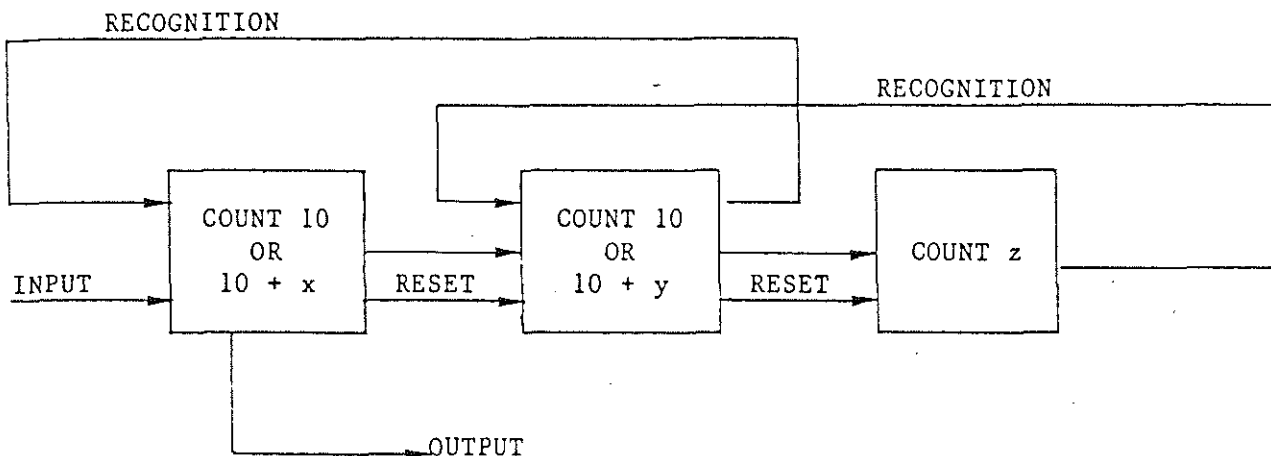 RECOGNITION
RECOGNITION
COUNT 10
OR
10 + x
COUNT 10
OR
10 + y
COUNT z
INPUT
RESET
RESET
OUTPUT